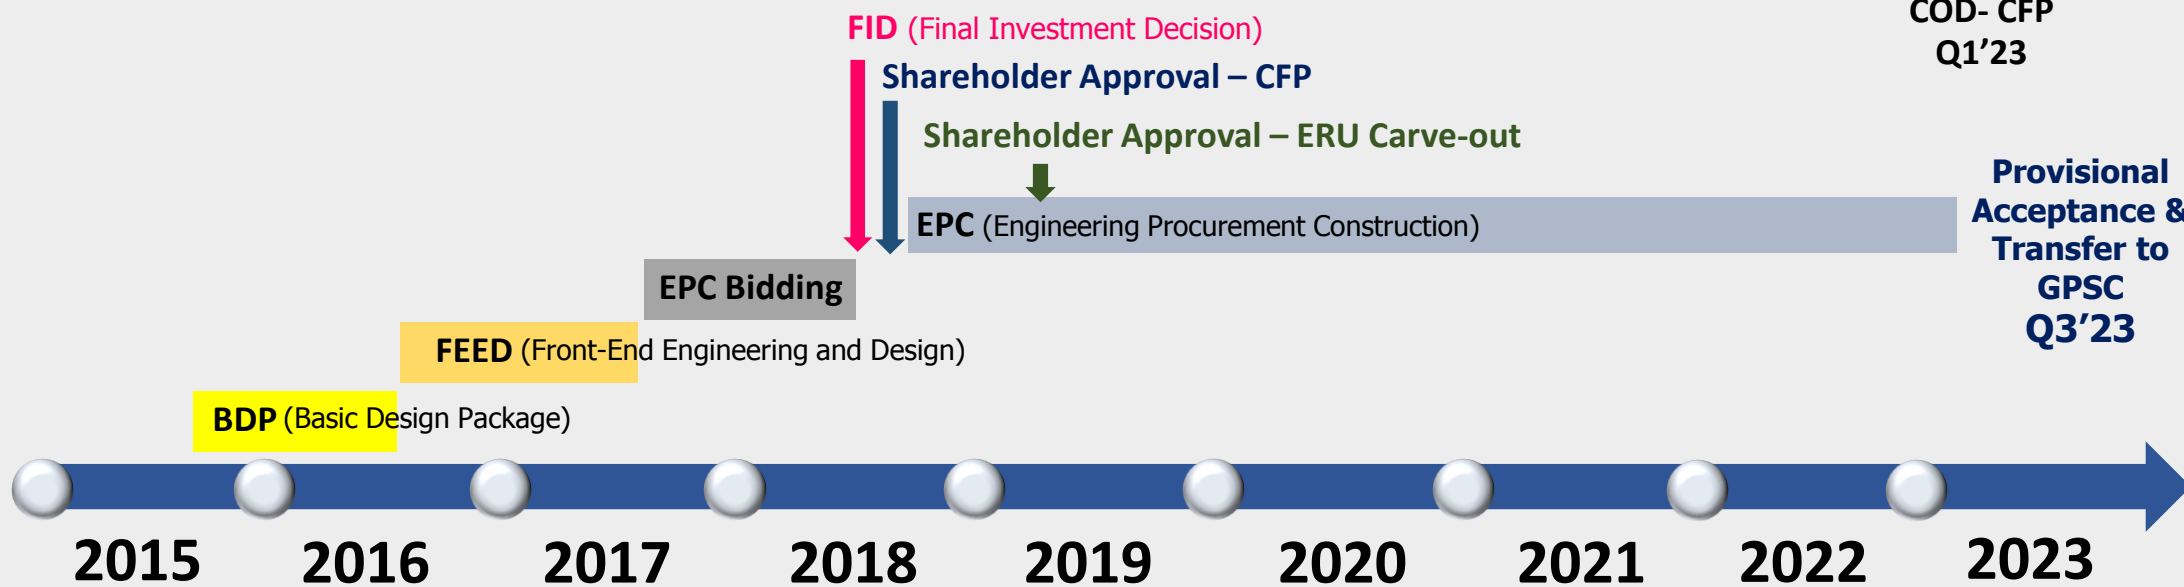 COD- CFP
Q1’23
FID (Final Investment Decision)
Shareholder Approval – CFP
Shareholder Approval – ERU Carve-out
Provisional
Acceptance &
Transfer to
GPSC
Q3’23
EPC (Engineering Procurement Construction)
EPC Bidding
FEED (Front-End Engineering and Design)
BDP (Basic Design Package)
2015 2016 2017 2018 2019 2020 2021 2022 2023